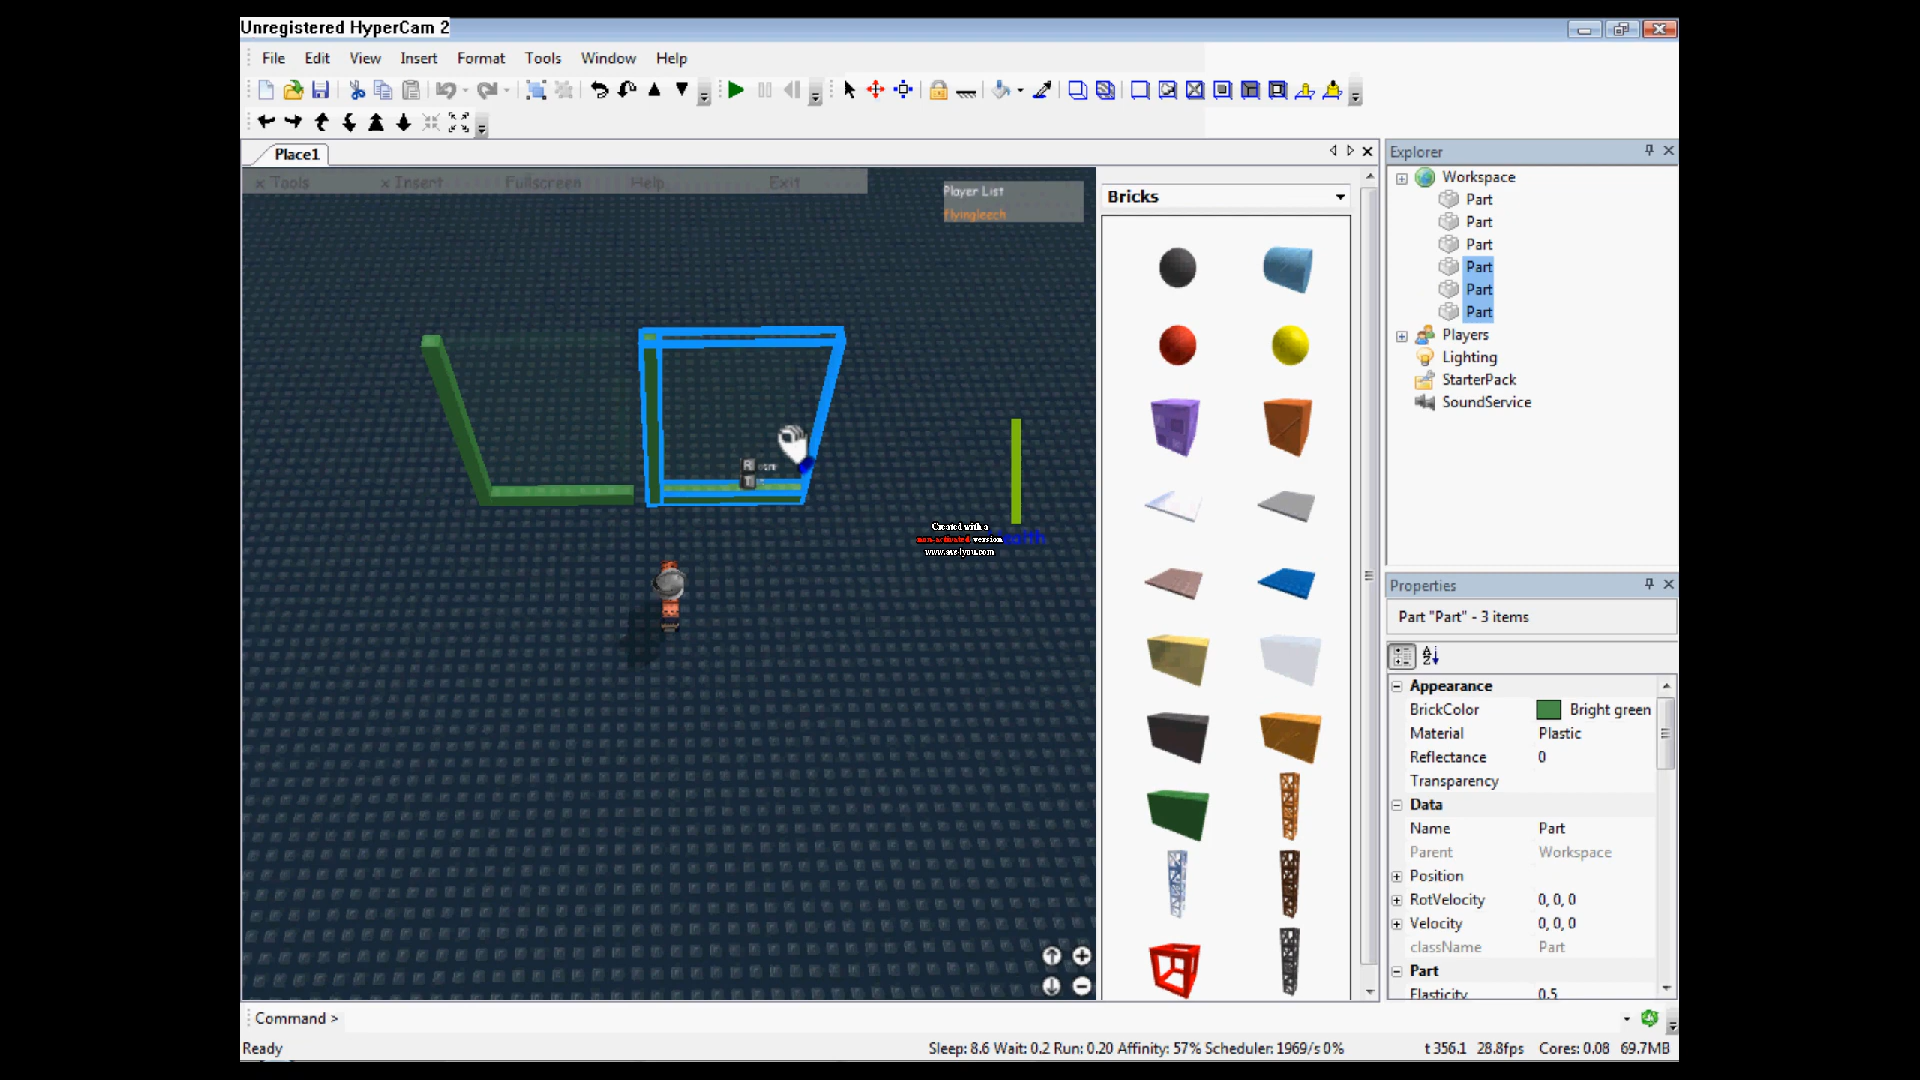 Unregistered HyperCam 2
File Edit View Insert Format Tools Window Help
Place1
x Tools x Insert Fullscreen Help Exit
Player List
flyingleech
Created with a
non-activated version
www.avs4you.com
Bricks
Explorer
Workspace
Part
Part
Part
Part
Part
Part
Players
Lighting
StarterPack
SoundService
Properties
Part "Part" - 3 items
Appearance
BrickColor Bright green
Material Plastic
Reflectance 0
Transparency
Data
Name Part
Parent Workspace
Position
RotVelocity 0, 0, 0
Velocity 0, 0, 0
className Part
Part
Elasticity 0.5
Command >
Ready
Sleep: 8.6 Wait: 0.2 Run: 0.20 Affinity: 57% Scheduler: 1969/s 0%
t 356.1 28.8fps Cores: 0.08 69.7MB